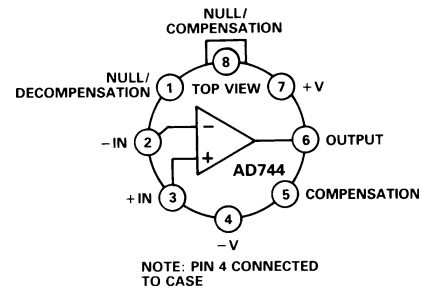 NULL/
COMPENSATION
8
NULL/
DECOMPENSATION
1
TOP VIEW
7
+V
−IN
2
−
6
OUTPUT
+
AD744
+IN
3
5
COMPENSATION
4
−V
NOTE: PIN 4 CONNECTED
TO CASE